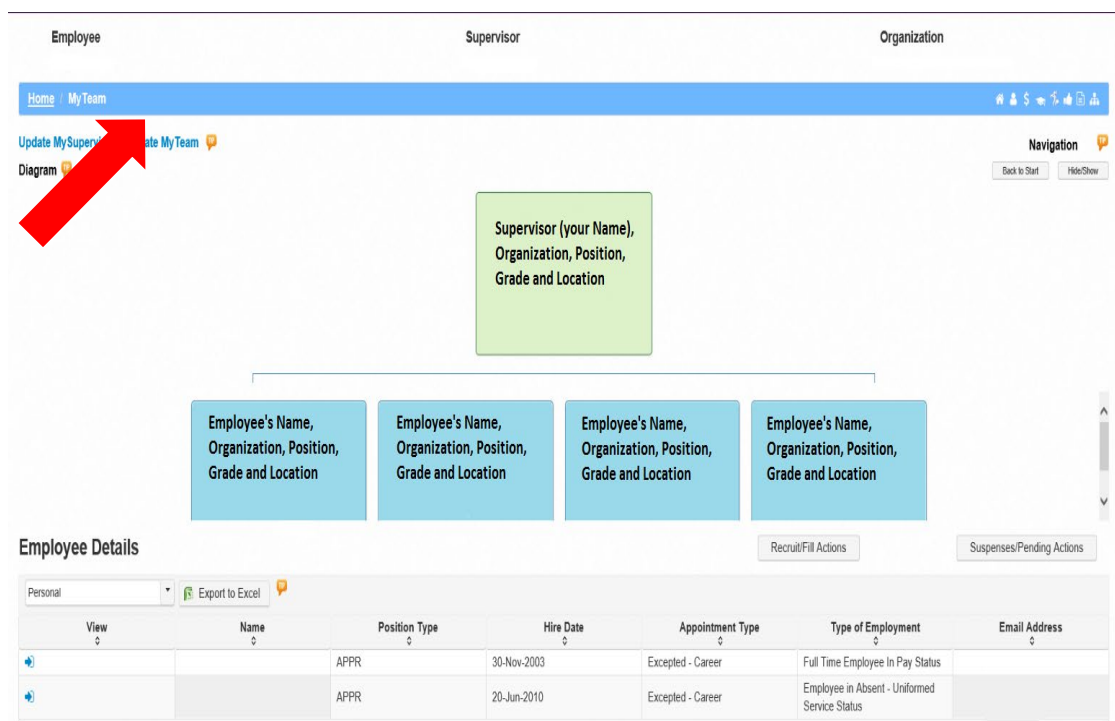 Employee Supervisor Organization
Home / MyTeam
Update MySuperv ate MyTeam
Navigation
Diagram
Back to Start Hide/Show
Supervisor (your Name),
Organization, Position,
Grade and Location
Employee's Name,
Organization, Position,
Grade and Location
Employee's Name,
Organization, Position,
Grade and Location
Employee's Name,
Organization, Position,
Grade and Location
Employee's Name,
Organization, Position,
Grade and Location
Employee Details
Recruit/Fill Actions Suspenses/Pending Actions
Personal Export to Excel
View Name Position Type Hire Date Appointment Type Type of Employment Email Address
APPR 30-Nov-2003 Excepted - Career Full Time Employee In Pay Status
APPR 20-Jun-2010 Excepted - Career Employee in Absent - Uniformed
Service Status